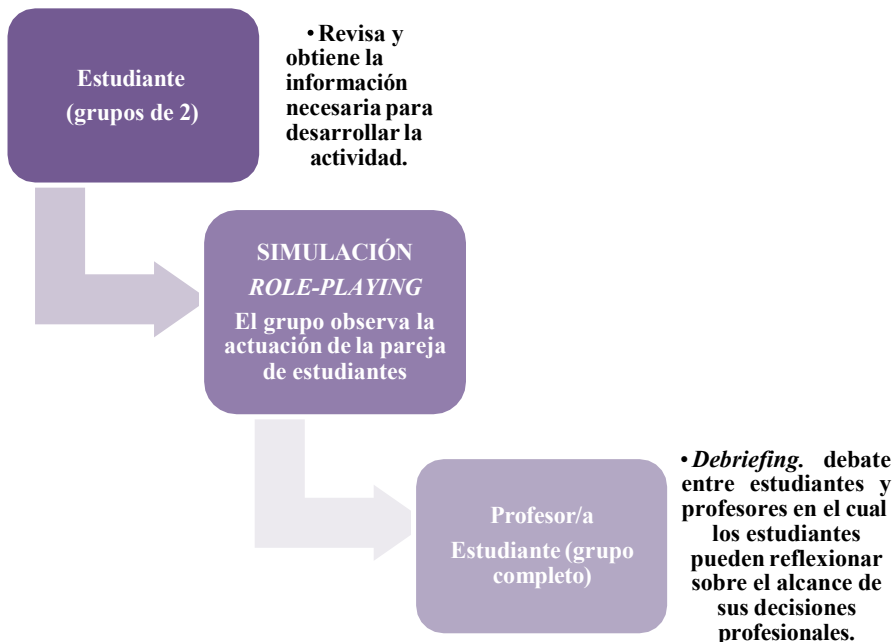 Estudiante
(grupos de 2)
• Revisa y
obtiene la
información
necesaria para
desarrollar la
actividad.
SIMULACIÓN
ROLE-PLAYING
El grupo observa la
actuación de la pareja
de estudiantes
Profesor/a
Estudiante (grupo
completo)
• Debriefing. debate
entre estudiantes y
profesores en el cual
los estudiantes
pueden reflexionar
sobre el alcance de
sus decisiones
profesionales.